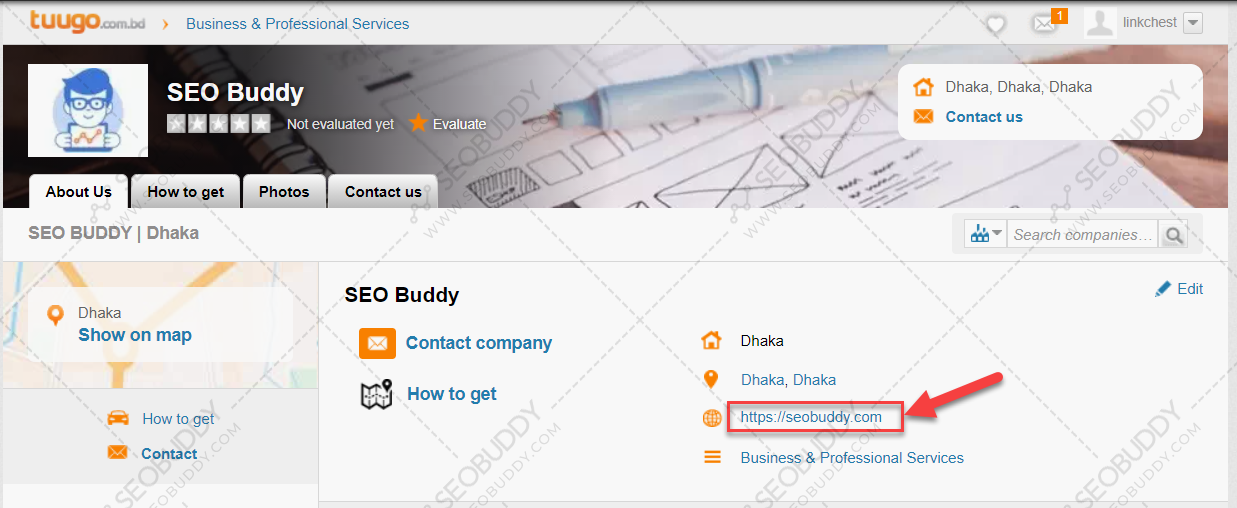 tuugo.com.bd › Business & Professional Services
1
linkchest
SEO Buddy
Not evaluated yet Evaluate
Dhaka, Dhaka, Dhaka
Contact us
About Us How to get Photos Contact us
SEO BUDDY | Dhaka
Search companies...
Dhaka
Show on map
How to get
Contact
SEO Buddy
Edit
Contact company
How to get
Dhaka
Dhaka, Dhaka
https://seobuddy.com
Business & Professional Services
SEOBUDDY
WWW.SEOBUDDY.COM